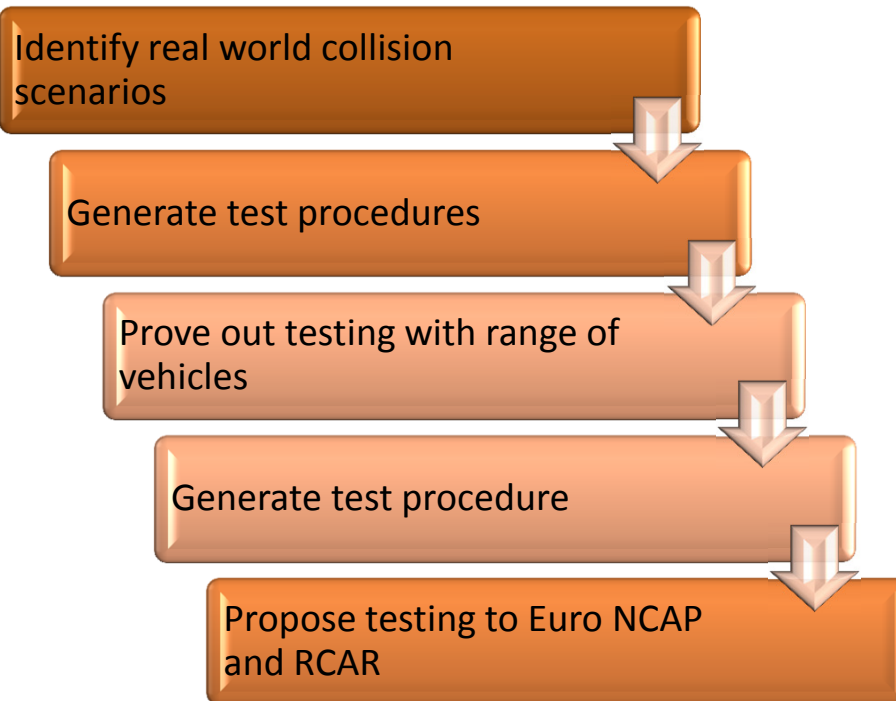 Identify real world collision
scenarios
Generate test procedures
Prove out testing with range of
vehicles
Generate test procedure
Propose testing to Euro NCAP
and RCAR